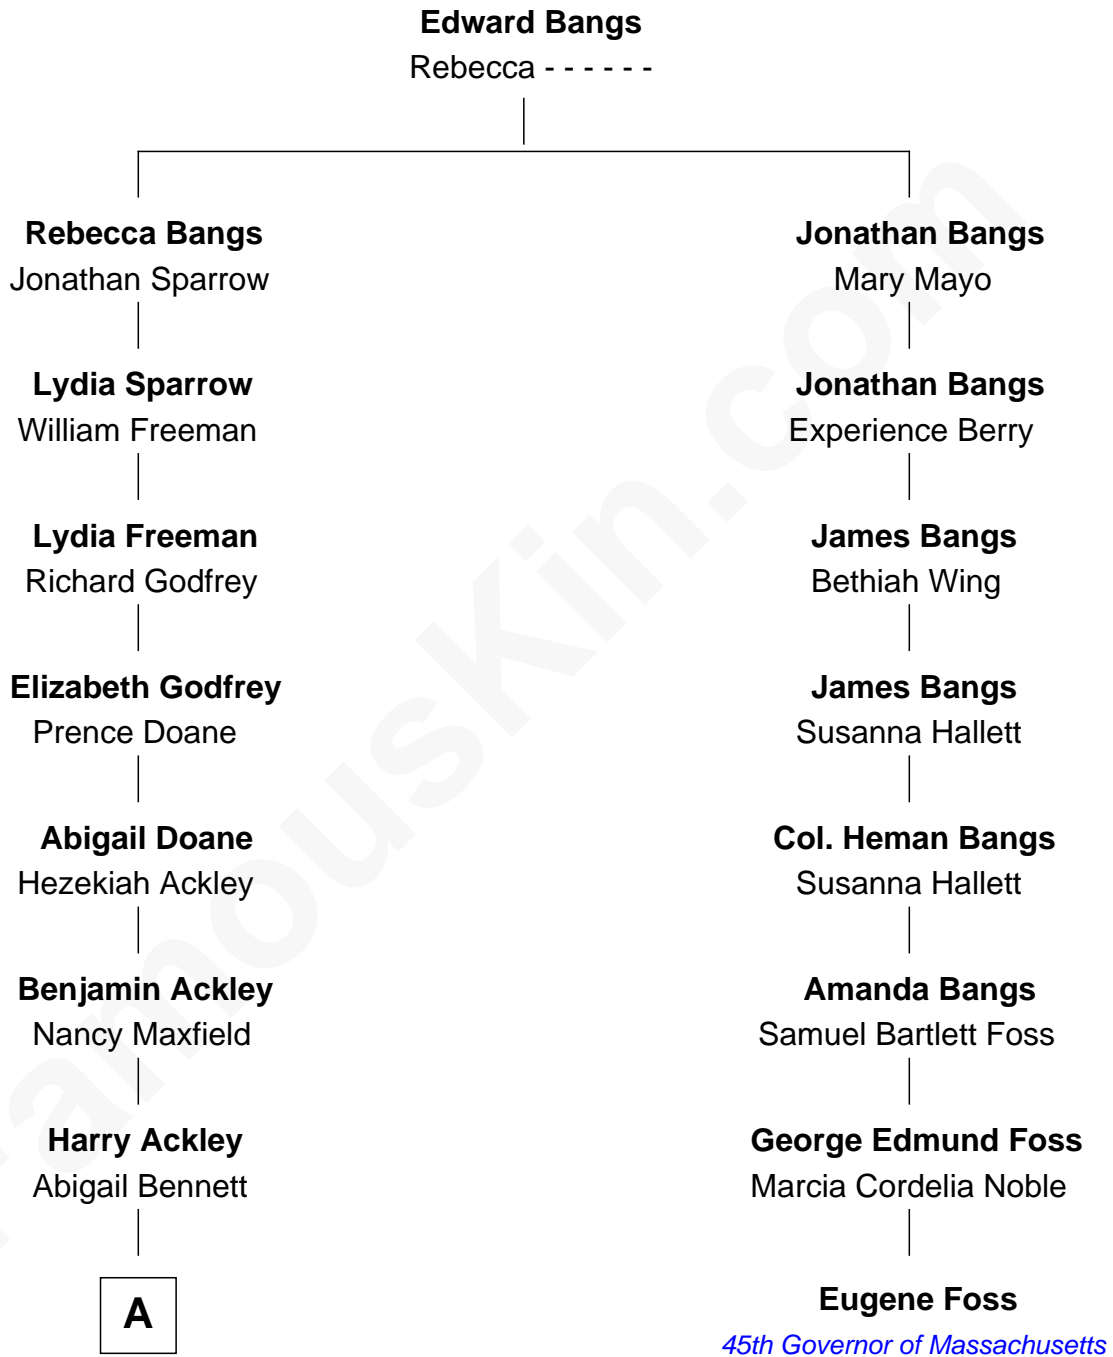 Edward Bangs
Rebecca - - - - - -
Rebecca Bangs
Jonathan Sparrow
Jonathan Bangs
Mary Mayo
Lydia Sparrow
William Freeman
Jonathan Bangs
Experience Berry
Lydia Freeman
Richard Godfrey
James Bangs
Bethiah Wing
Elizabeth Godfrey
Prence Doane
James Bangs
Susanna Hallett
Abigail Doane
Hezekiah Ackley
Col. Heman Bangs
Susanna Hallett
Benjamin Ackley
Nancy Maxfield
Amanda Bangs
Samuel Bartlett Foss
Harry Ackley
Abigail Bennett
George Edmund Foss
Marcia Cordelia Noble
A
Eugene Foss
45th Governor of Massachusetts
FamousKin.com